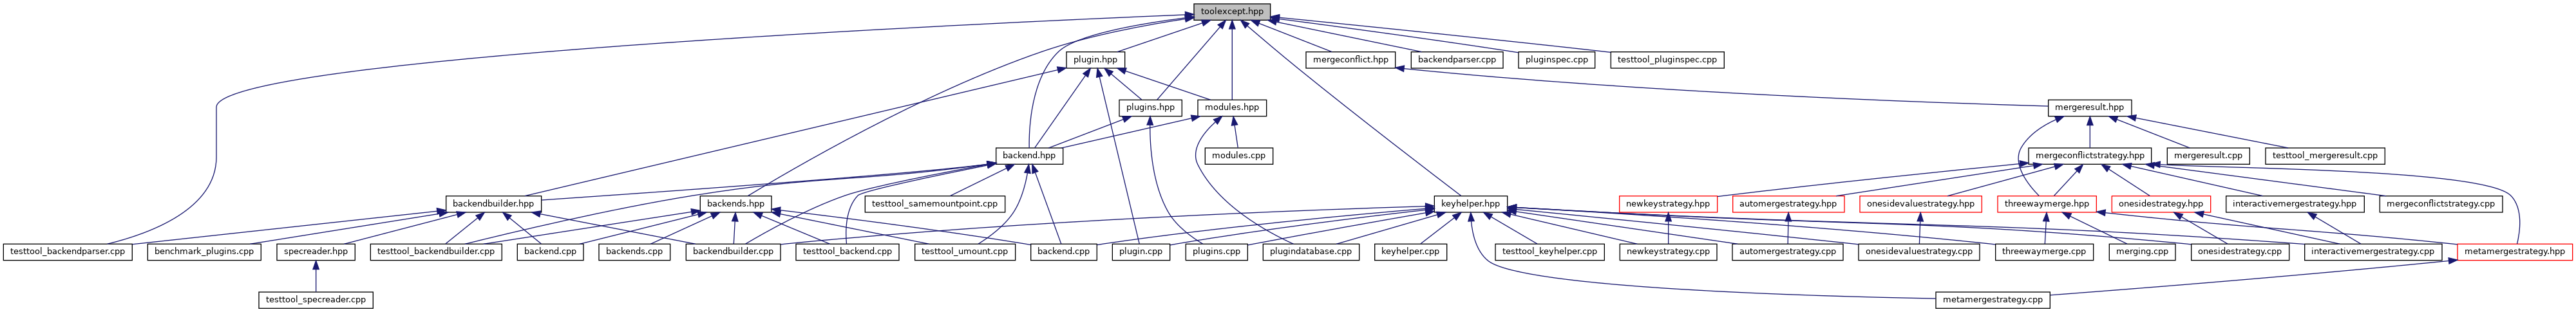 toolexcept.hpp
plugin.hpp
mergeconflict.hpp
backendparser.cpp
pluginspec.cpp
testtool_pluginspec.cpp
plugins.hpp
modules.hpp
mergeresult.hpp
backend.hpp
modules.cpp
mergeconflictstrategy.hpp
mergeresult.cpp
testtool_mergeresult.cpp
backendbuilder.hpp
backends.hpp
testtool_samemountpoint.cpp
keyhelper.hpp
newkeystrategy.hpp
automergestrategy.hpp
onesidevaluestrategy.hpp
threewaymerge.hpp
onesidestrategy.hpp
interactivemergestrategy.hpp
mergeconflictstrategy.cpp
testtool_backendparser.cpp
benchmark_plugins.cpp
specreader.hpp
testtool_backendbuilder.cpp
backend.cpp
backends.cpp
backendbuilder.cpp
testtool_backend.cpp
testtool_umount.cpp
backend.cpp
plugin.cpp
plugins.cpp
plugindatabase.cpp
keyhelper.cpp
testtool_keyhelper.cpp
newkeystrategy.cpp
automergestrategy.cpp
onesidevaluestrategy.cpp
threewaymerge.cpp
merging.cpp
onesidestrategy.cpp
interactivemergestrategy.cpp
metamergestrategy.hpp
testtool_specreader.cpp
metamergestrategy.cpp